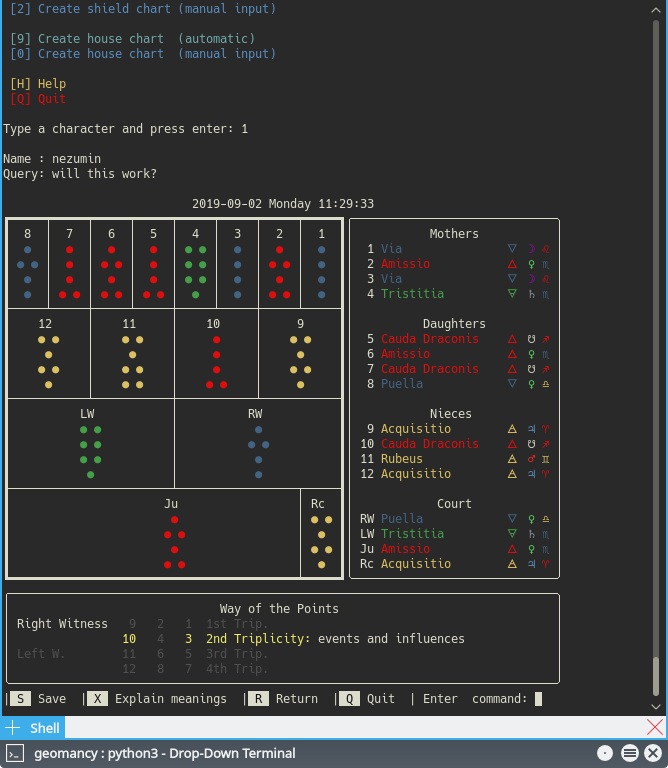 [2] Create shield chart (manual input)
[9] Create house chart (automatic)
[0] Create house chart (manual input)
[H] Help
[Q] Quit
Type a character and press enter: 1
Name : nezumin
Query: will this work?
2019-09-02 Monday 11:29:33
8 7 6 5 4 3 2 1
12 11 10 9
LW RW
Ju Rc
Mothers
1 Via ▽ ☽ ♌
2 Amissio △ ♀ ♏
3 Via ▽ ☽ ♌
4 Tristitia 🜃 ♄ ♏
Daughters
5 Cauda Draconis △ ☋ ♐
6 Amissio △ ♀ ♏
7 Cauda Draconis △ ☋ ♐
8 Puella ▽ ♀ ♎
Nieces
9 Acquisitio 🜁 ♃ ♈
10 Cauda Draconis △ ☋ ♐
11 Rubeus 🜁 ♂ ♊
12 Acquisitio 🜁 ♃ ♈
Court
RW Puella ▽ ♀ ♎
LW Tristitia 🜃 ♄ ♏
Ju Amissio △ ♀ ♏
Rc Acquisitio 🜁 ♃ ♈
Way of the Points
Right Witness 9 2 1 1st Trip.
10 4 3 2nd Triplicity: events and influences
Left W. 11 6 5 3rd Trip.
12 8 7 4th Trip.
| S Save | X Explain meanings | R Return | Q Quit | Enter command:
Shell
geomancy : python3 - Drop-Down Terminal